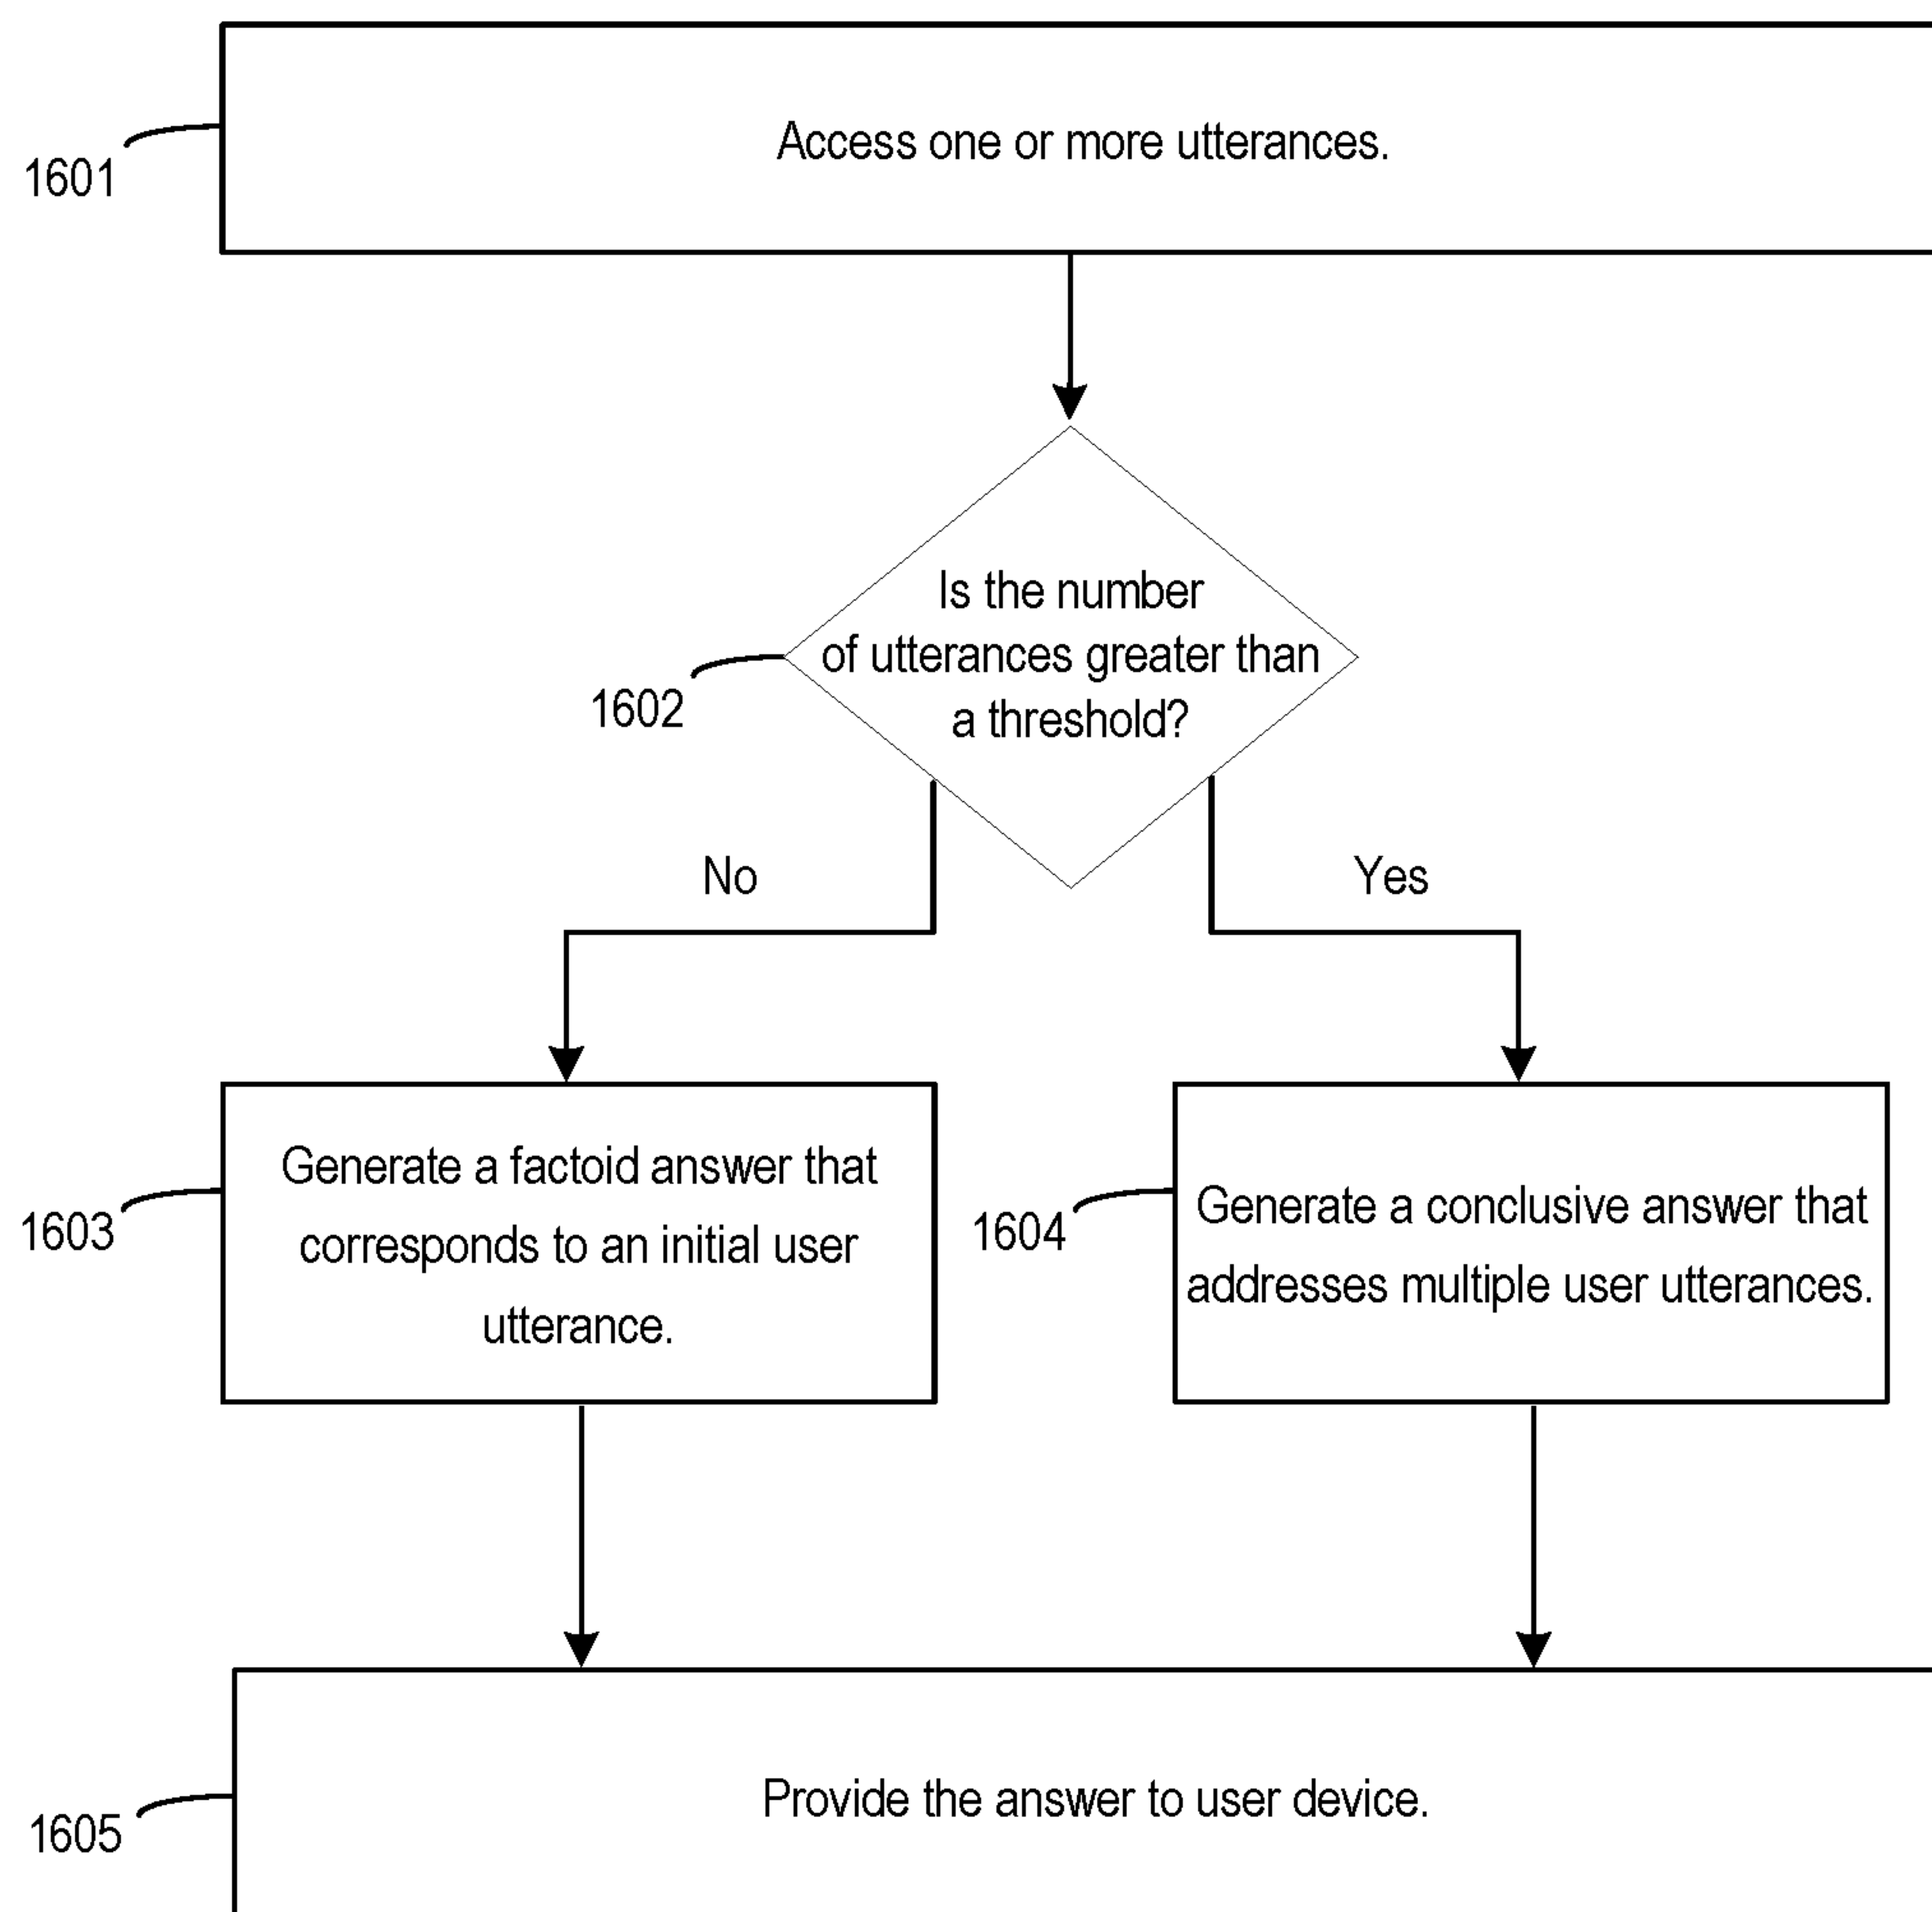 Access one or more utterances.
1601
Is the number
of utterances greater than
a threshold?
1602
No
Yes
Generate a factoid answer that
corresponds to an initial user
utterance.
1603
Generate a conclusive answer that
addresses multiple user utterances.
1604
Provide the answer to user device.
1605